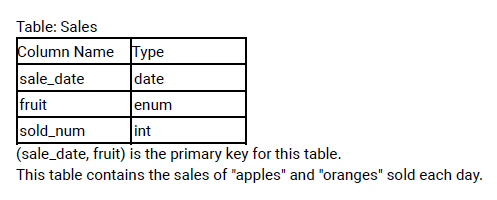 Table: Sales
Column Name Type
sale_date date
fruit enum
sold_num int
(sale_date, fruit) is the primary key for this table.
This table contains the sales of "apples" and "oranges" sold each day.